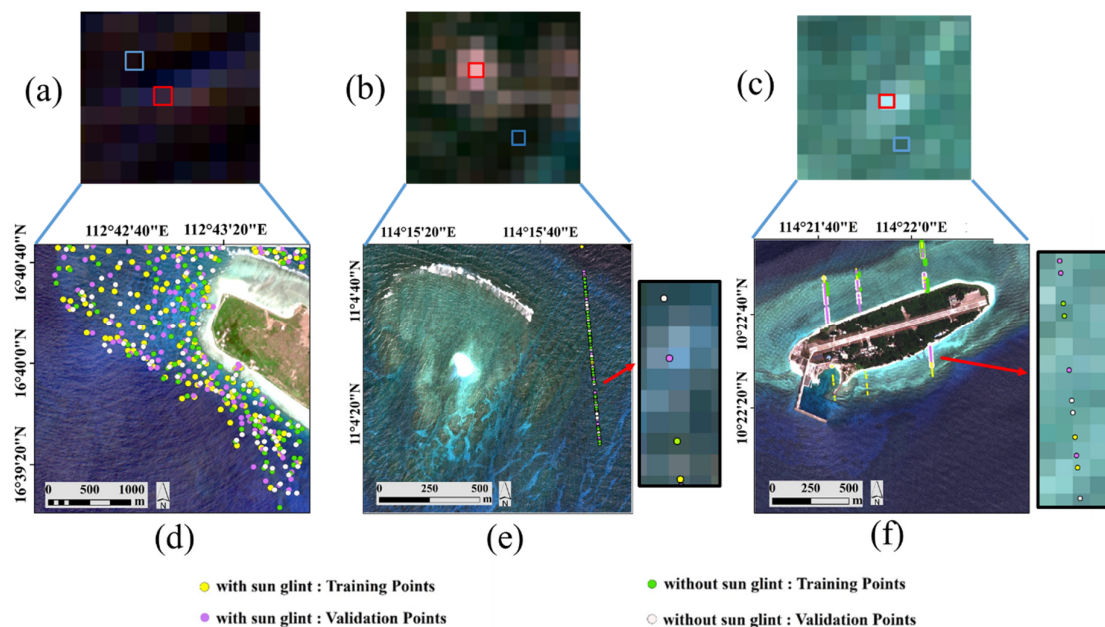 (a)
(b)
(c)
112°42'40"E 112°43'20"E
114°15'20"E 114°15'40"E
114°21'40"E 114°22'0"E
16°40'40"N
16°40'0"N
16°39'20"N
11°4'40"N
11°4'20"N
10°22'40"N
10°22'20"N
0 500 1000
m
N
0 250 500
m
N
0 250 500
m
N
(d)
(e)
(f)
with sun glint : Training Points
without sun glint : Training Points
with sun glint : Validation Points
without sun glint : Validation Points